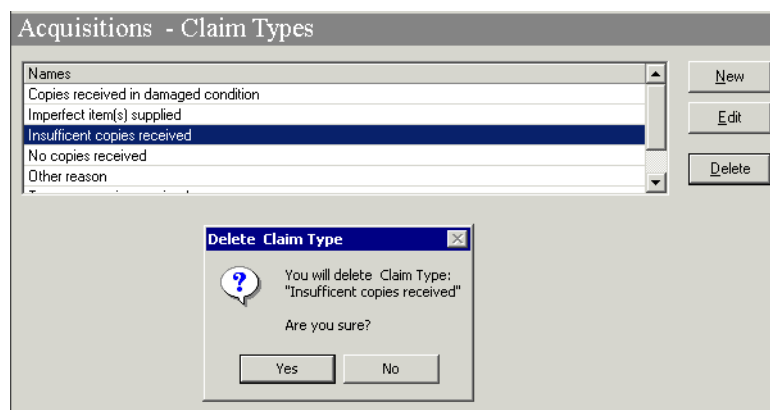 Acquisitions - Claim Types
Names
Copies received in damaged condition
Imperfect item(s) supplied
Insufficent copies received
No copies received
Other reason
New
Edit
Delete
Delete Claim Type
You will delete Claim Type:
"Insufficent copies received"
Are you sure?
Yes
No